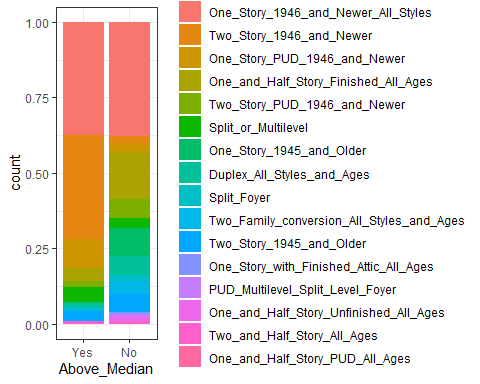 1.00
0.75
0.50
0.25
0.00
count
Yes
No
Above_Median
One_Story_1946_and_Newer_All_Styles
Two_Story_1946_and_Newer
One_Story_PUD_1946_and_Newer
One_and_Half_Story_Finished_All_Ages
Two_Story_PUD_1946_and_Newer
Split_or_Multilevel
One_Story_1945_and_Older
Duplex_All_Styles_and_Ages
Split_Foyer
Two_Family_conversion_All_Styles_and_Ages
Two_Story_1945_and_Older
One_Story_with_Finished_Attic_All_Ages
PUD_Multilevel_Split_Level_Foyer
One_and_Half_Story_Unfinished_All_Ages
Two_and_Half_Story_All_Ages
One_and_Half_Story_PUD_All_Ages